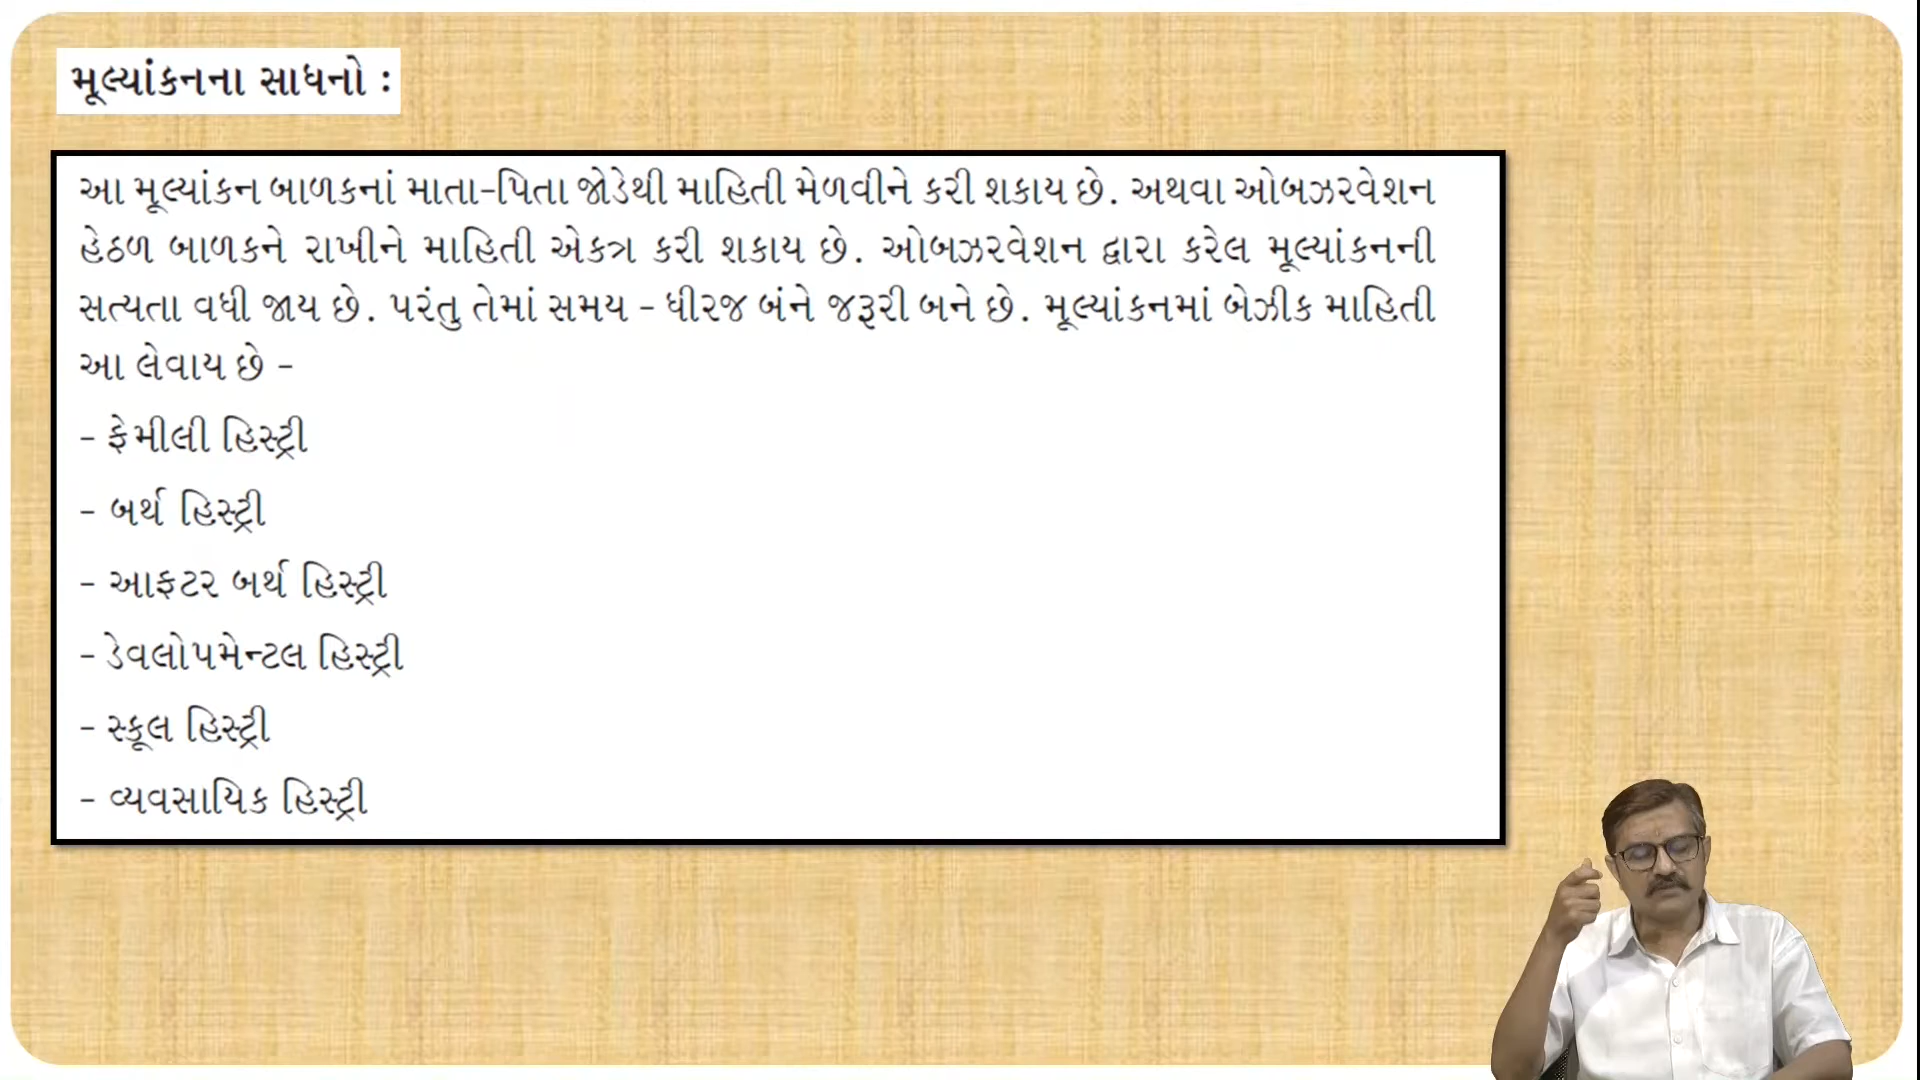 મૂલ્યાંકનના સાધનો :
આ મૂલ્યાંકન બાળકનાં માતા-પિતા જોડેથી માહિતી મેળવીને કરી શકાય છે. અથવા ઓબઝરવેશન
હેઠળ બાળકને રાખીને માહિતી એકત્ર કરી શકાય છે. ઓબઝરવેશન દ્વારા કરેલ મૂલ્યાંકનની
સત્યતા વધી જાય છે. પરંતુ તેમાં સમય - ધીરજ બંને જરૂરી બને છે. મૂલ્યાંકનમાં બેઝીક માહિતી
આ લેવાય છે -
- ફેમીલી હિસ્ટ્રી
- બર્થ હિસ્ટ્રી
- આફટર બર્થ હિસ્ટ્રી
- ડેવલોપમેન્ટલ હિસ્ટ્રી
- સ્કૂલ હિસ્ટ્રી
- વ્યવસાયિક હિસ્ટ્રી